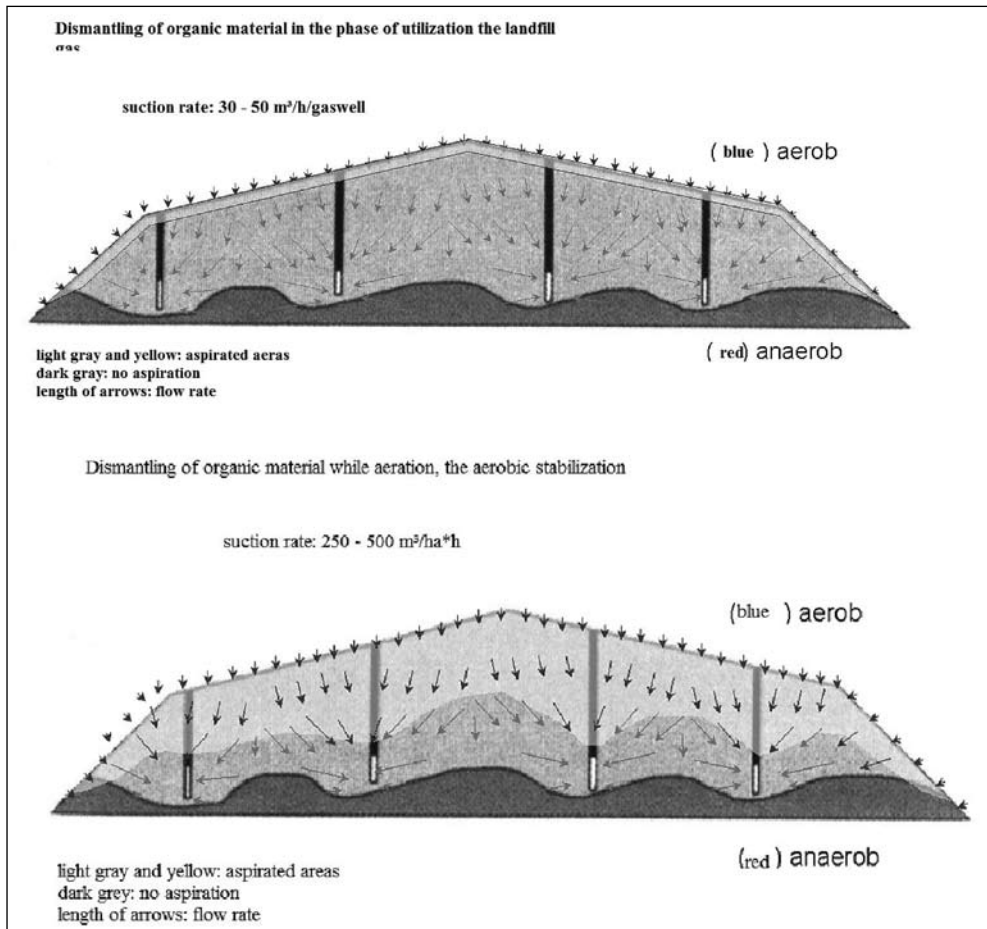 Dismantling of organic material in the phase of utilization the landfill
gas
suction rate: 30 - 50 m³/h/gaswell
( blue ) aerob
( red) anaerob
light gray and yellow: aspirated aeras
dark gray: no aspiration
length of arrows: flow rate
Dismantling of organic material while aeration, the aerobic stabilization
suction rate: 250 - 500 m³/ha*h
(blue ) aerob
(red ) anaerob
light gray and yellow: aspirated areas
dark grey: no aspiration
length of arrows: flow rate